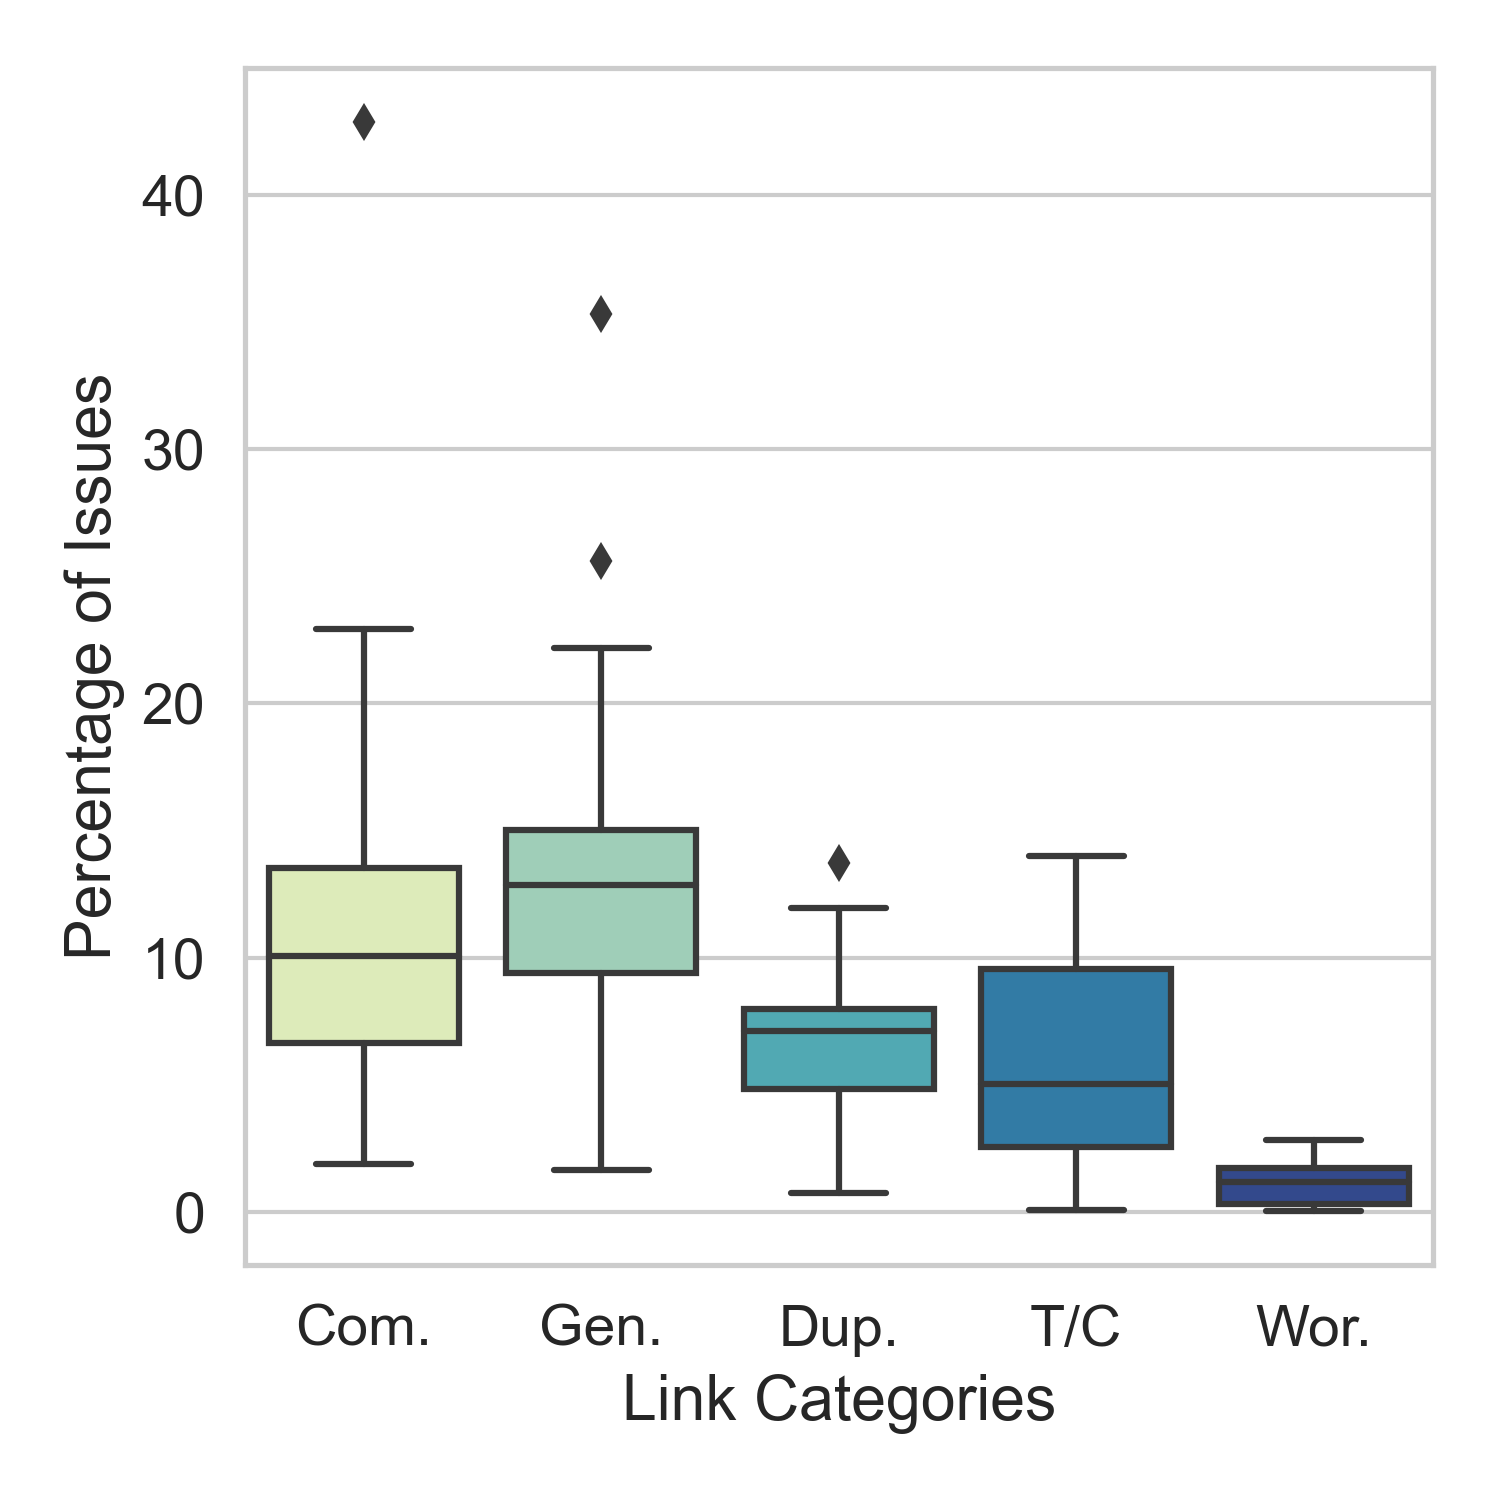 Percentage of Issues
40
30
20
10
0
Com. Gen. Dup. T/C Wor.
Link Categories